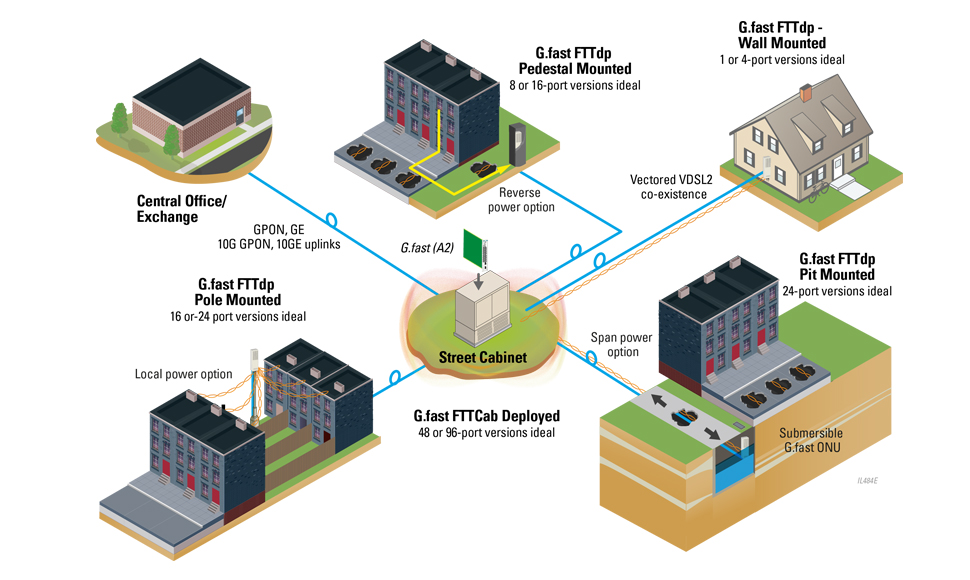 G.fast FTTdp -
Wall Mounted
1 or 4-port versions ideal
G.fast FTTdp
Pedestal Mounted
8 or 16-port versions ideal
Vectored VDSL2
co-existence
Reverse
power option
Central Office/
Exchange
GPON, GE
10G GPON, 10GE uplinks
G.fast (A2)
G.fast FTTdp
Pit Mounted
24-port versions ideal
G.fast FTTdp
Pole Mounted
16 or-24 port versions ideal
Span power
option
Street Cabinet
Local power option
G.fast FTTCab Deployed
48 or 96-port versions ideal
Submersible
G.fast ONU
IL484E